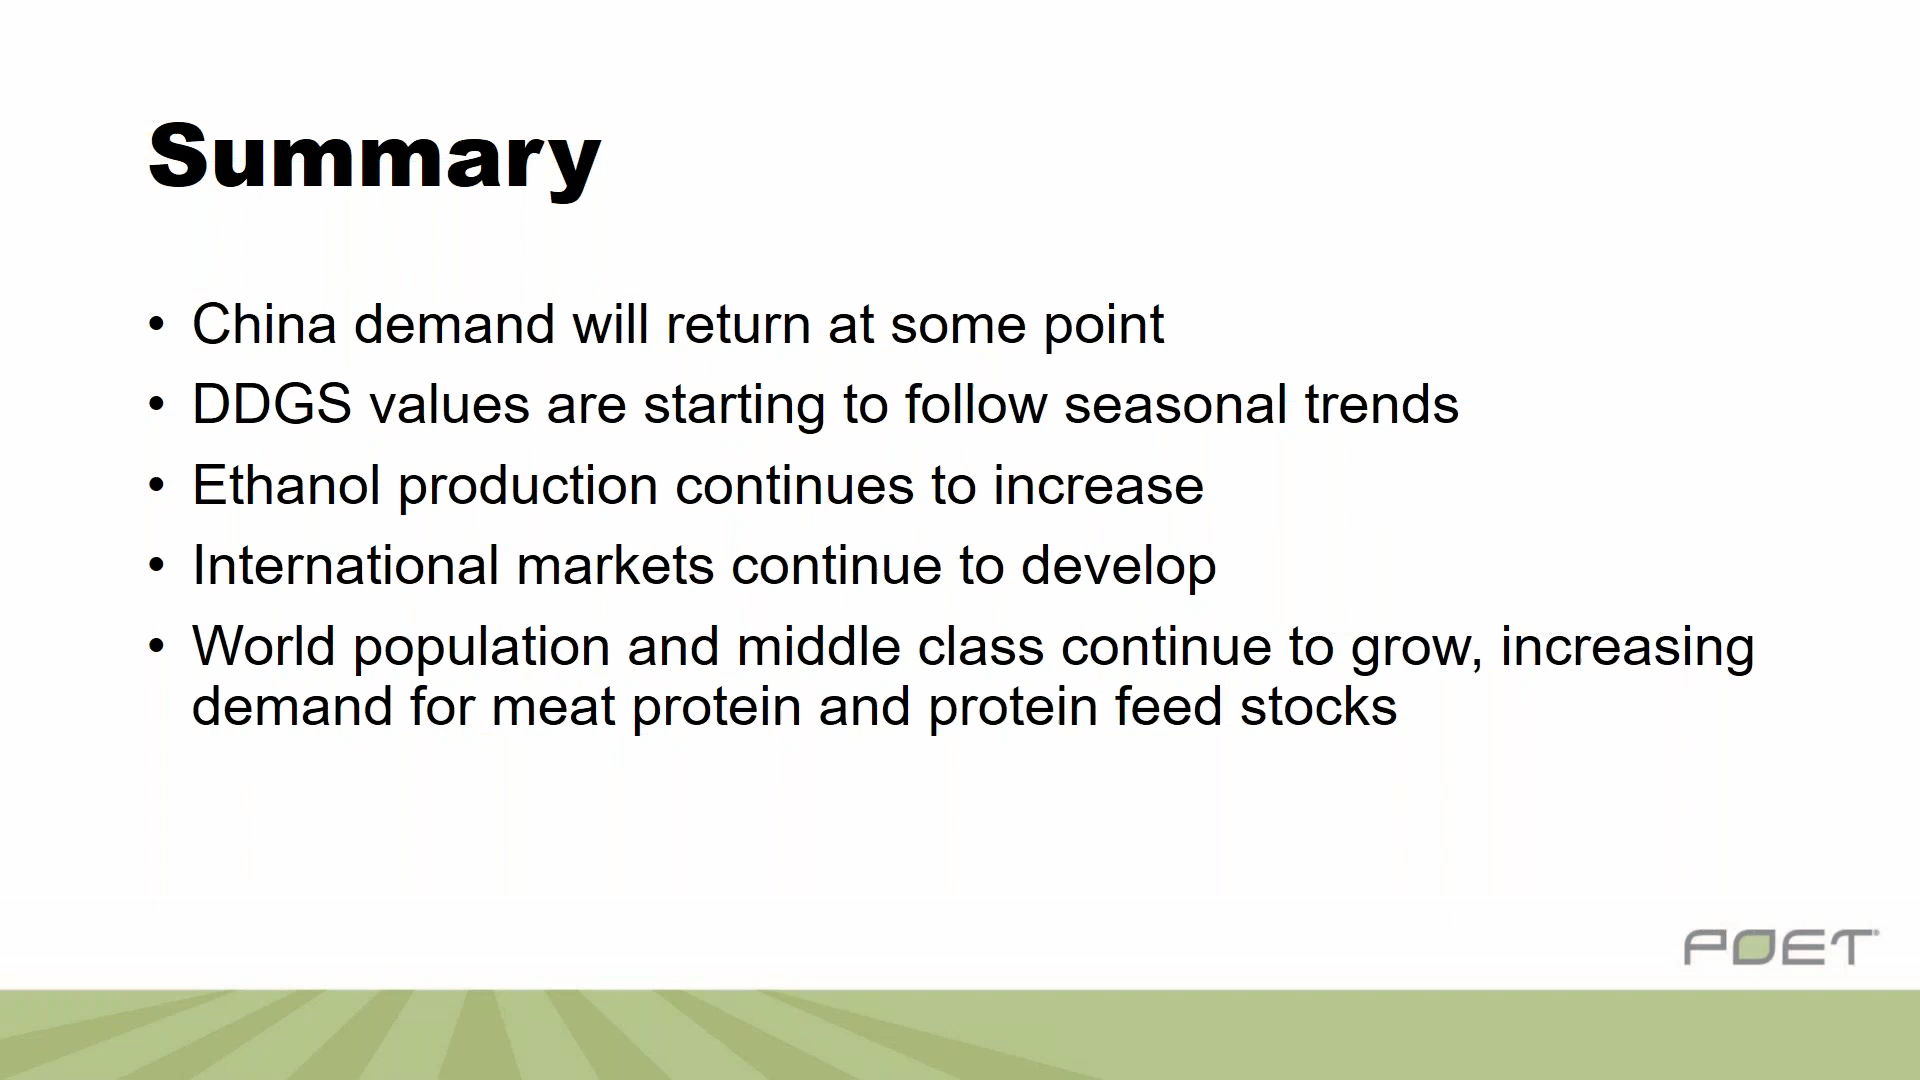 Summary
• China demand will return at some point
• DDGS values are starting to follow seasonal trends
• Ethanol production continues to increase
• International markets continue to develop
• World population and middle class continue to grow, increasing
demand for meat protein and protein feed stocks
POET